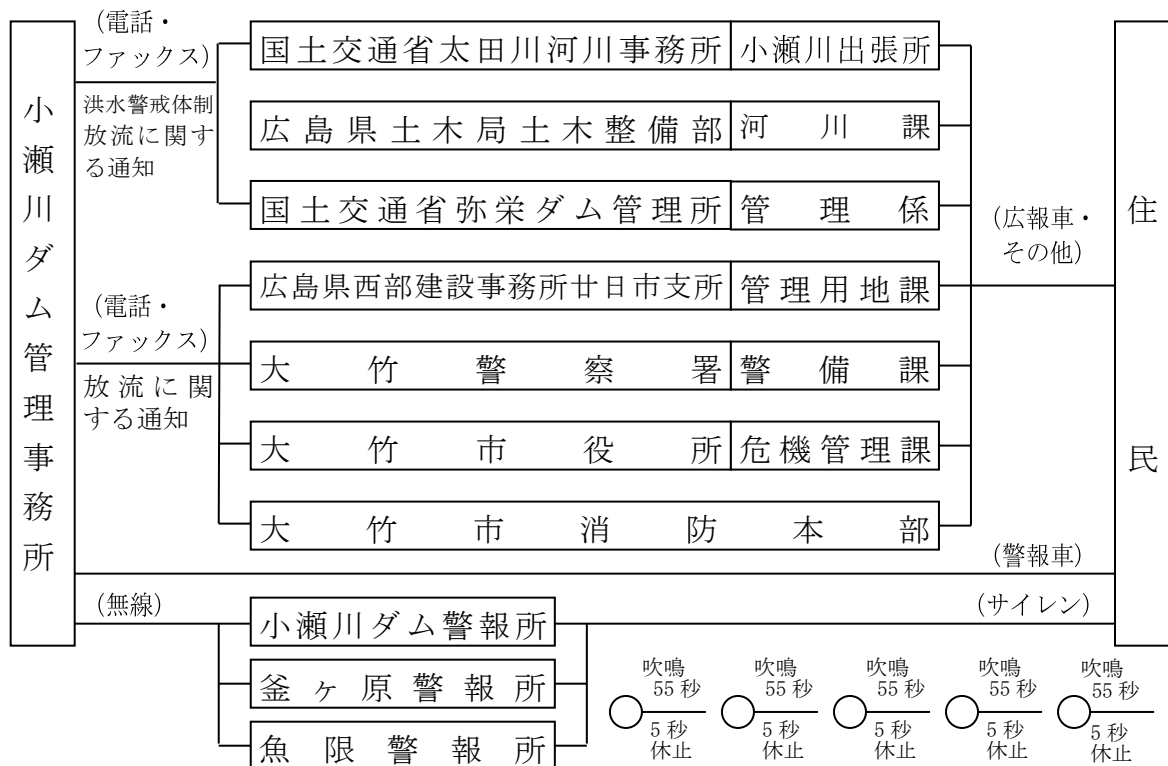 小瀬川ダム管理事務所
（電話・
ファックス）
洪水警戒体制
放流に関す
る通知
国土交通省太田川河川事務所 小瀬川出張所
広島県土木局土木整備部 河川課
国土交通省弥栄ダム管理所 管理係
（電話・
ファックス）
放流に関
する通知
広島県西部建設事務所廿日市支所 管理用地課
大竹警察署 警備課
大竹市役所 危機管理課
大竹市消防本部
（広報車・
その他）
住民
（警報車）
（無線）
（サイレン）
小瀬川ダム警報所
釜ヶ原警報所
魚限警報所
吹鳴 吹鳴 吹鳴 吹鳴 吹鳴
55秒 55秒 55秒 55秒 55秒
5秒 5秒 5秒 5秒 5秒
休止 休止 休止 休止 休止